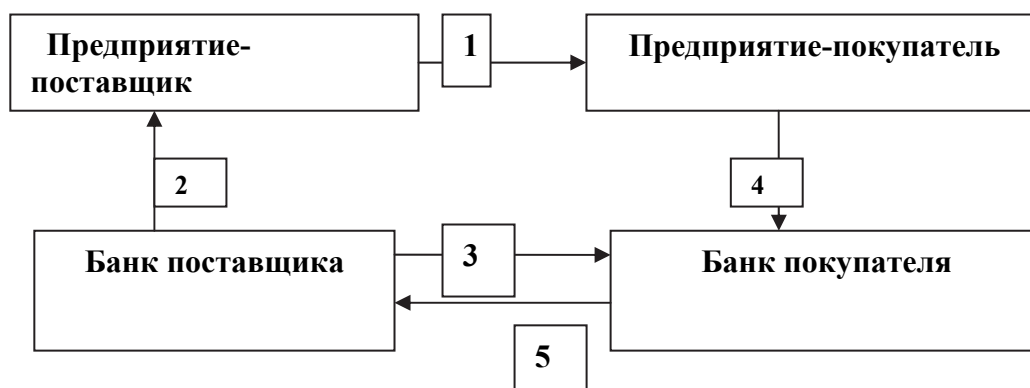 Предприятие-
поставщик
1
Предприятие-покупатель
2
4
Банк поставщика
3
Банк покупателя
5